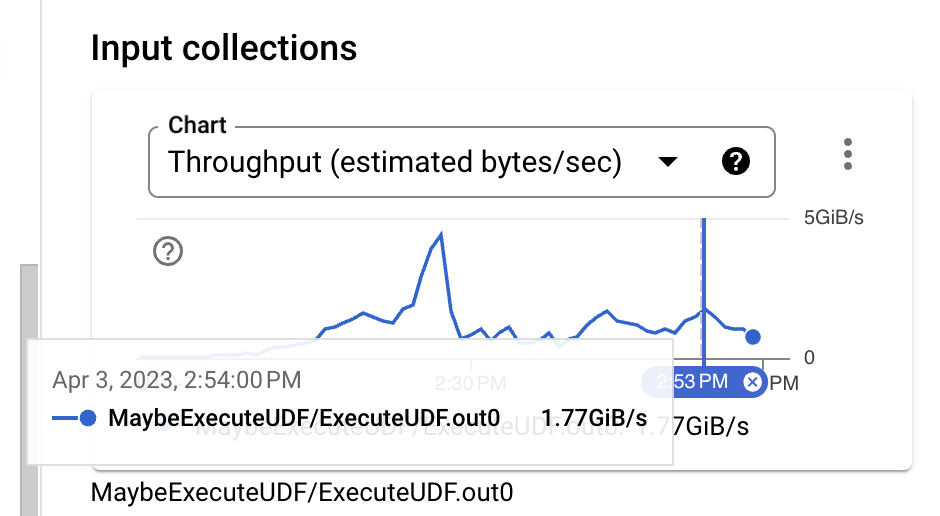 Input collections
Chart
Throughput (estimated bytes/sec)
5GiB/s
0
Apr 3, 2023, 2:54:00 PM
2:30 PM
2:53 PM
PM
MaybeExecuteUDF/ExecuteUDF.out0 1.77GiB/s
MaybeExecuteUDF/ExecuteUDF.out0: 1.77GiB/s
MaybeExecuteUDF/ExecuteUDF.out0